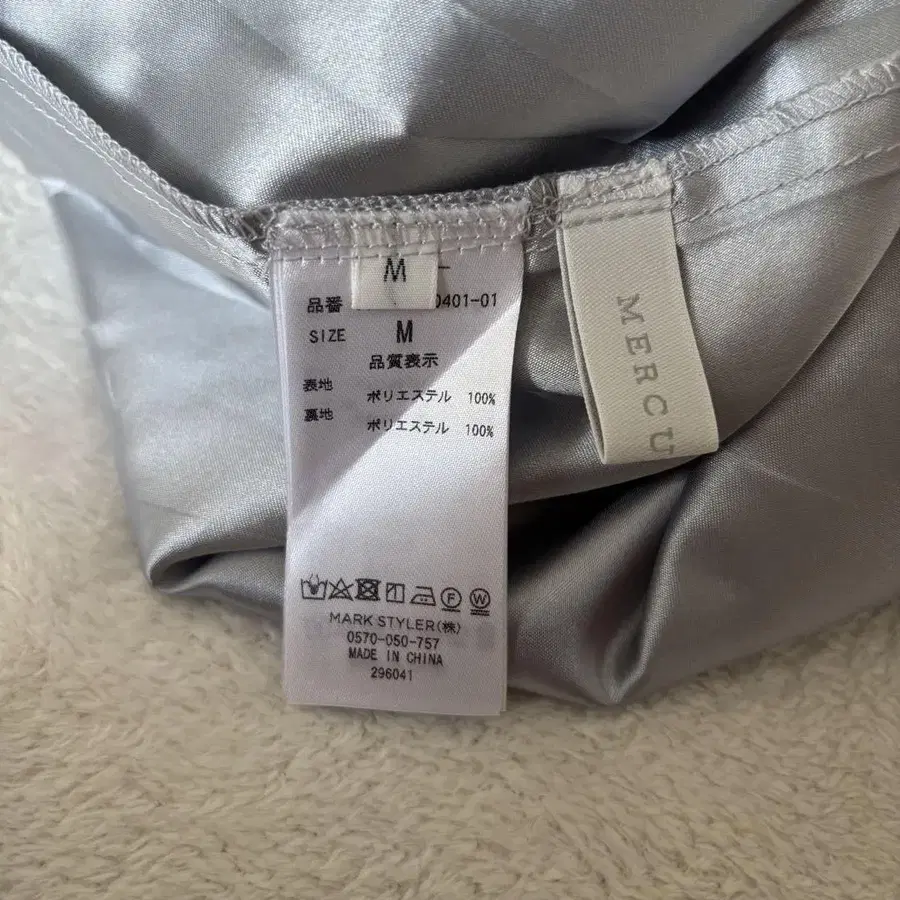 M
品番 0401-01
SIZE M
品質表示
表地 ポリエステル 100%
裏地 ポリエステル 100%
F W
MARK STYLER(株)
0570-050-757
MADE IN CHINA
296041
MERCU